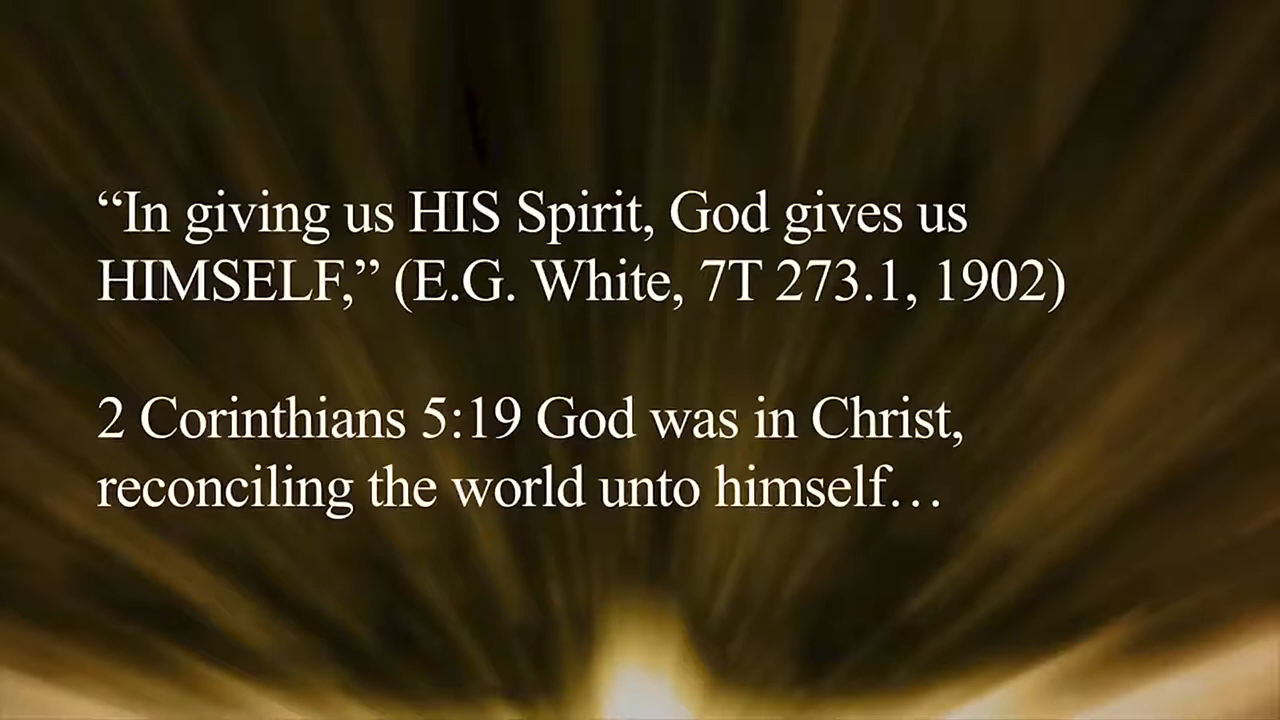 “In giving us HIS Spirit, God gives us
HIMSELF,” (E.G. White, 7T 273.1, 1902)
2 Corinthians 5:19 God was in Christ,
reconciling the world unto himself…